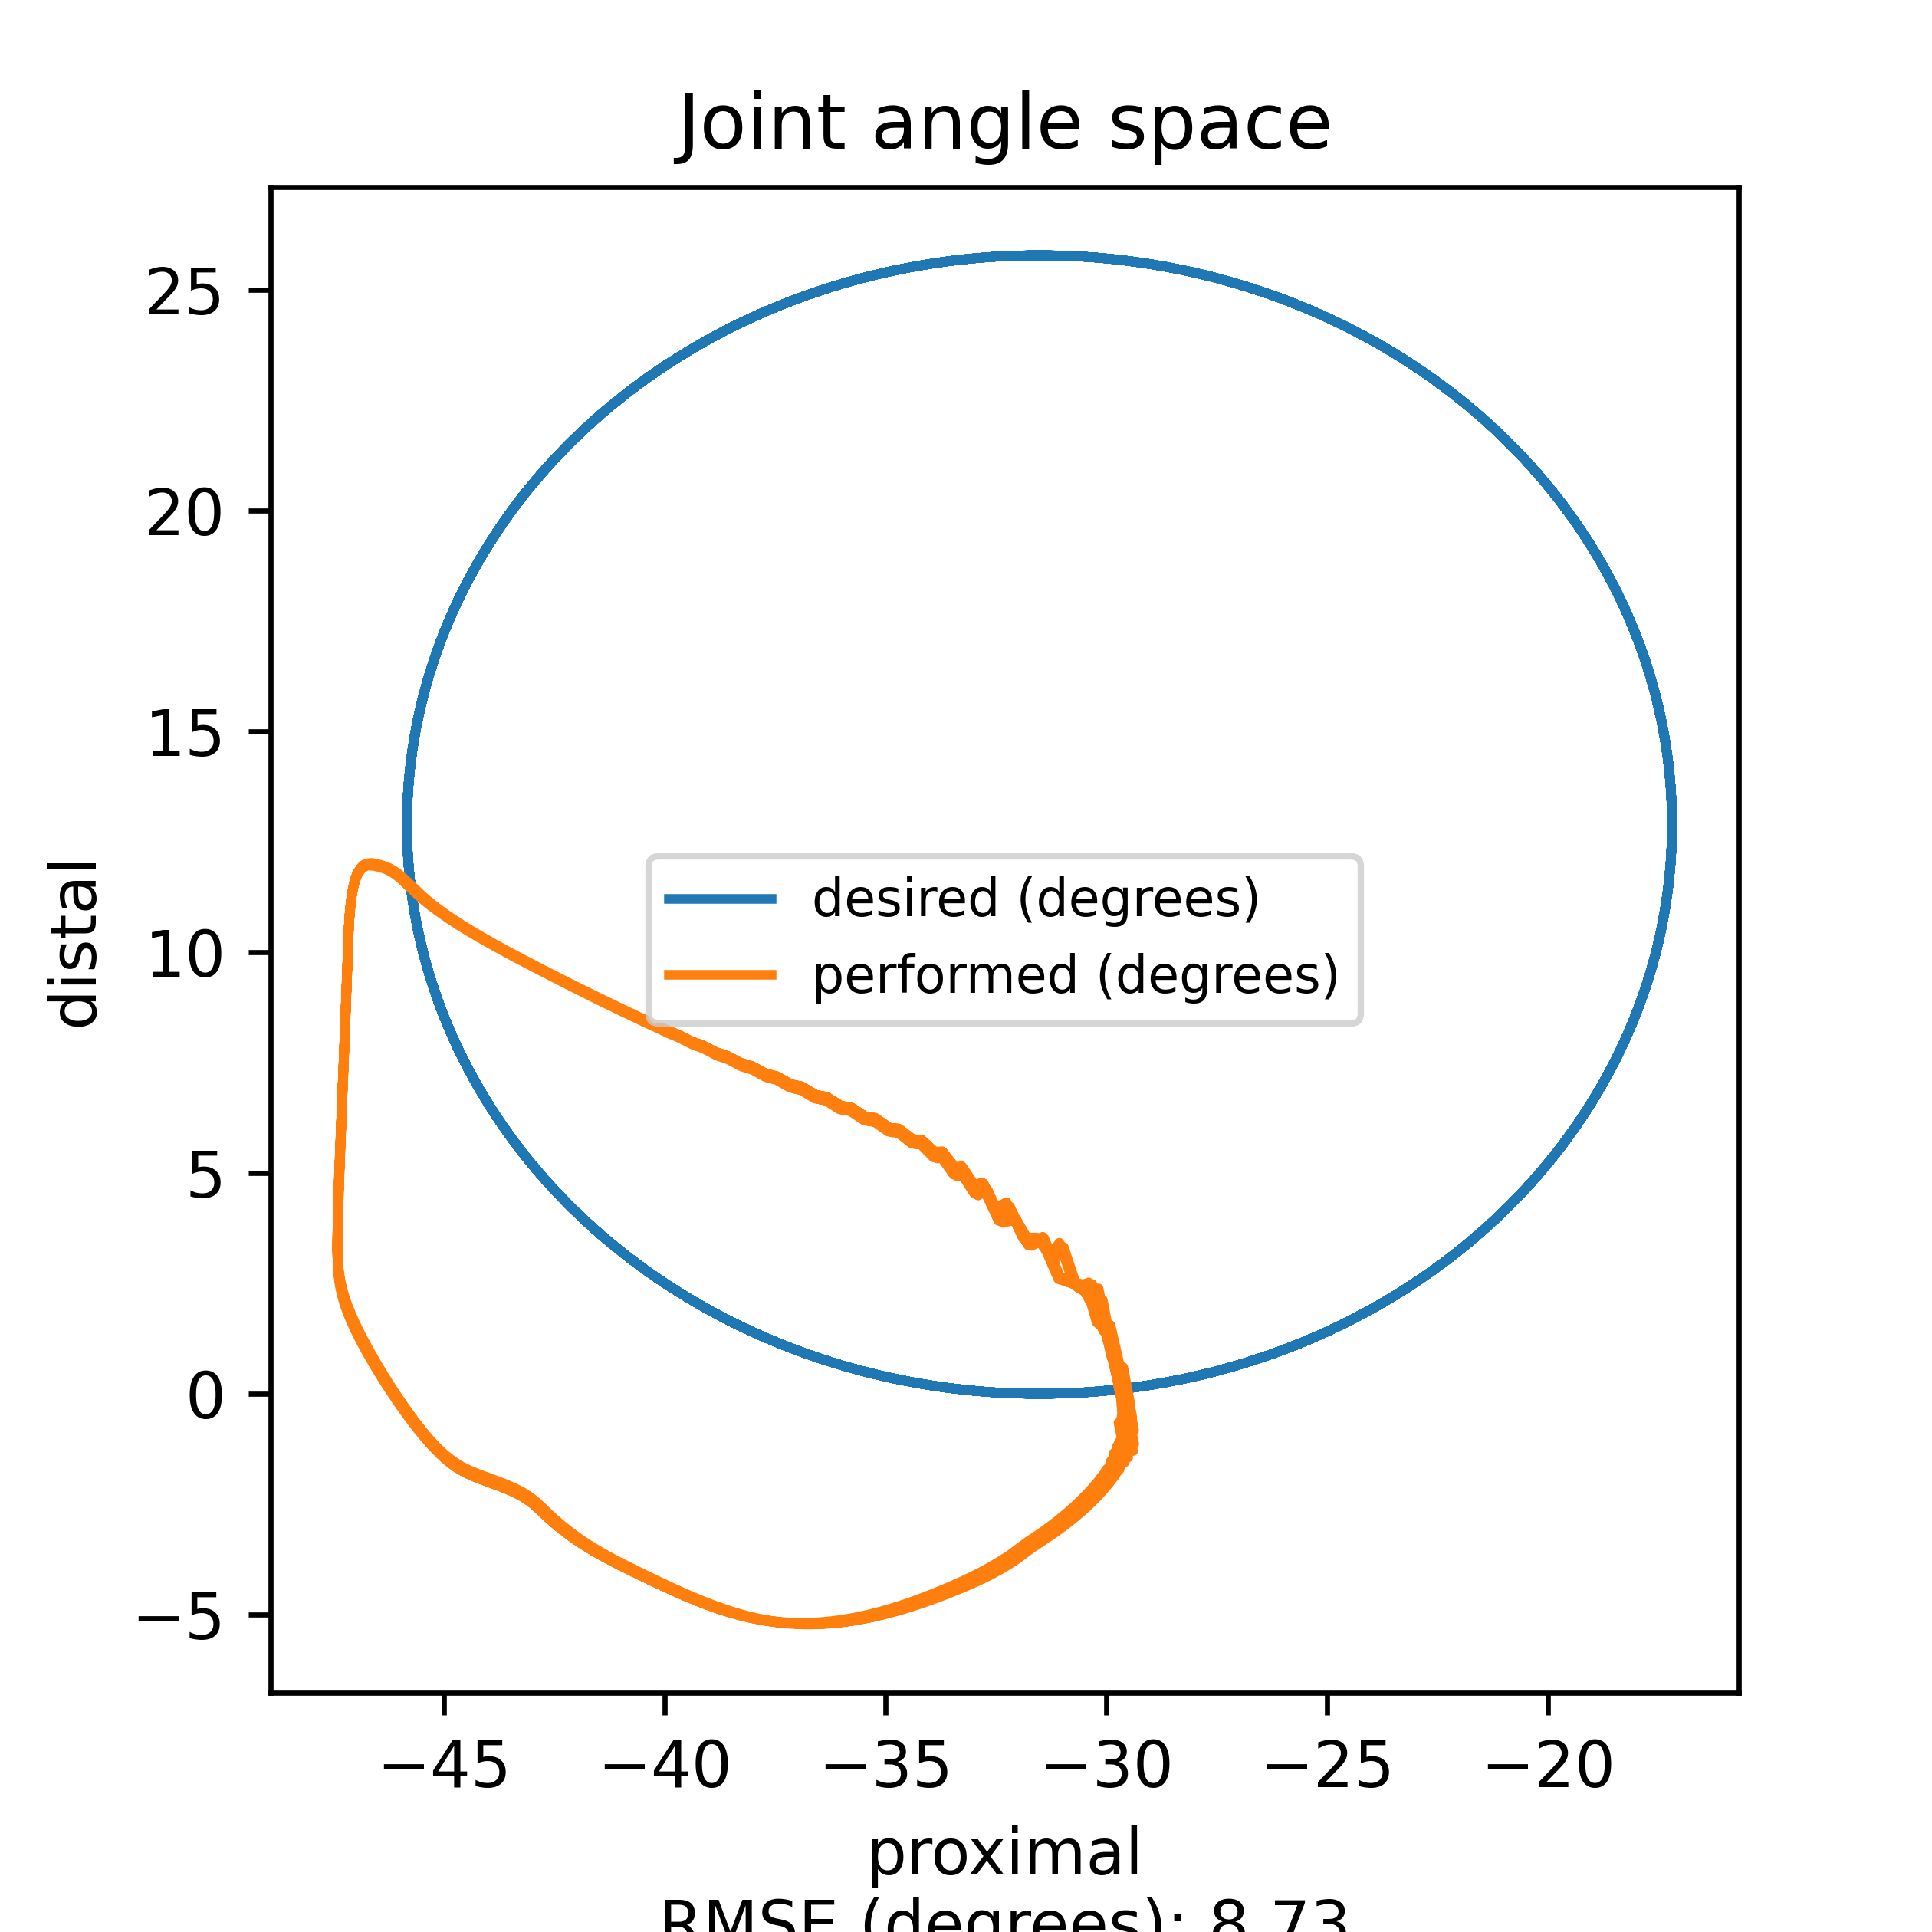 Joint angle space
25
20
15
10
5
0
−5
distal
desired (degrees)
performed (degrees)
−45 −40 −35 −30 −25 −20
proximal
RMSE (degrees): 8.73